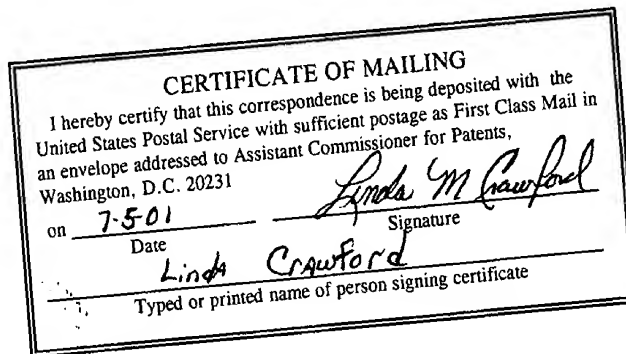 CERTIFICATE OF MAILING
I hereby certify that this correspondence is being deposited with the
United States Postal Service with sufficient postage as First Class Mail in
an envelope addressed to Assistant Commissioner for Patents,
Washington, D.C. 20231
on 7-5-01 Linda M Crawford
Date Signature
Linda Crawford
Typed or printed name of person signing certificate